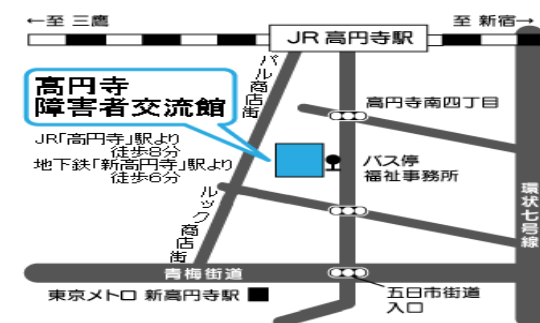 ←至 三鷹
至 新宿→
JR 高円寺駅
パル商店街
高円寺
障害者交流館
高円寺南四丁目
JR「高円寺」駅より
徒歩8分
地下鉄「新高円寺」駅より
徒歩6分
バス停
福祉事務所
環状七号線
ルック商店街
青梅街道
東京メトロ 新高円寺駅
五日市街道
入口